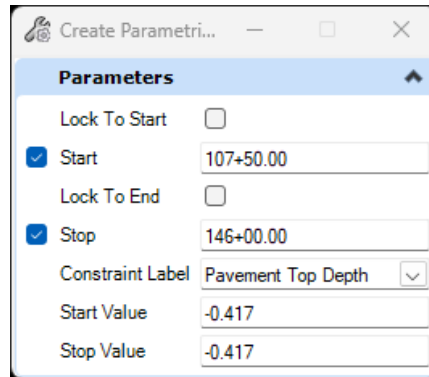 Create Parametri...
Parameters
Lock To Start
Start 107+50.00
Lock To End
Stop 146+00.00
Constraint Label Pavement Top Depth
Start Value -0.417
Stop Value -0.417